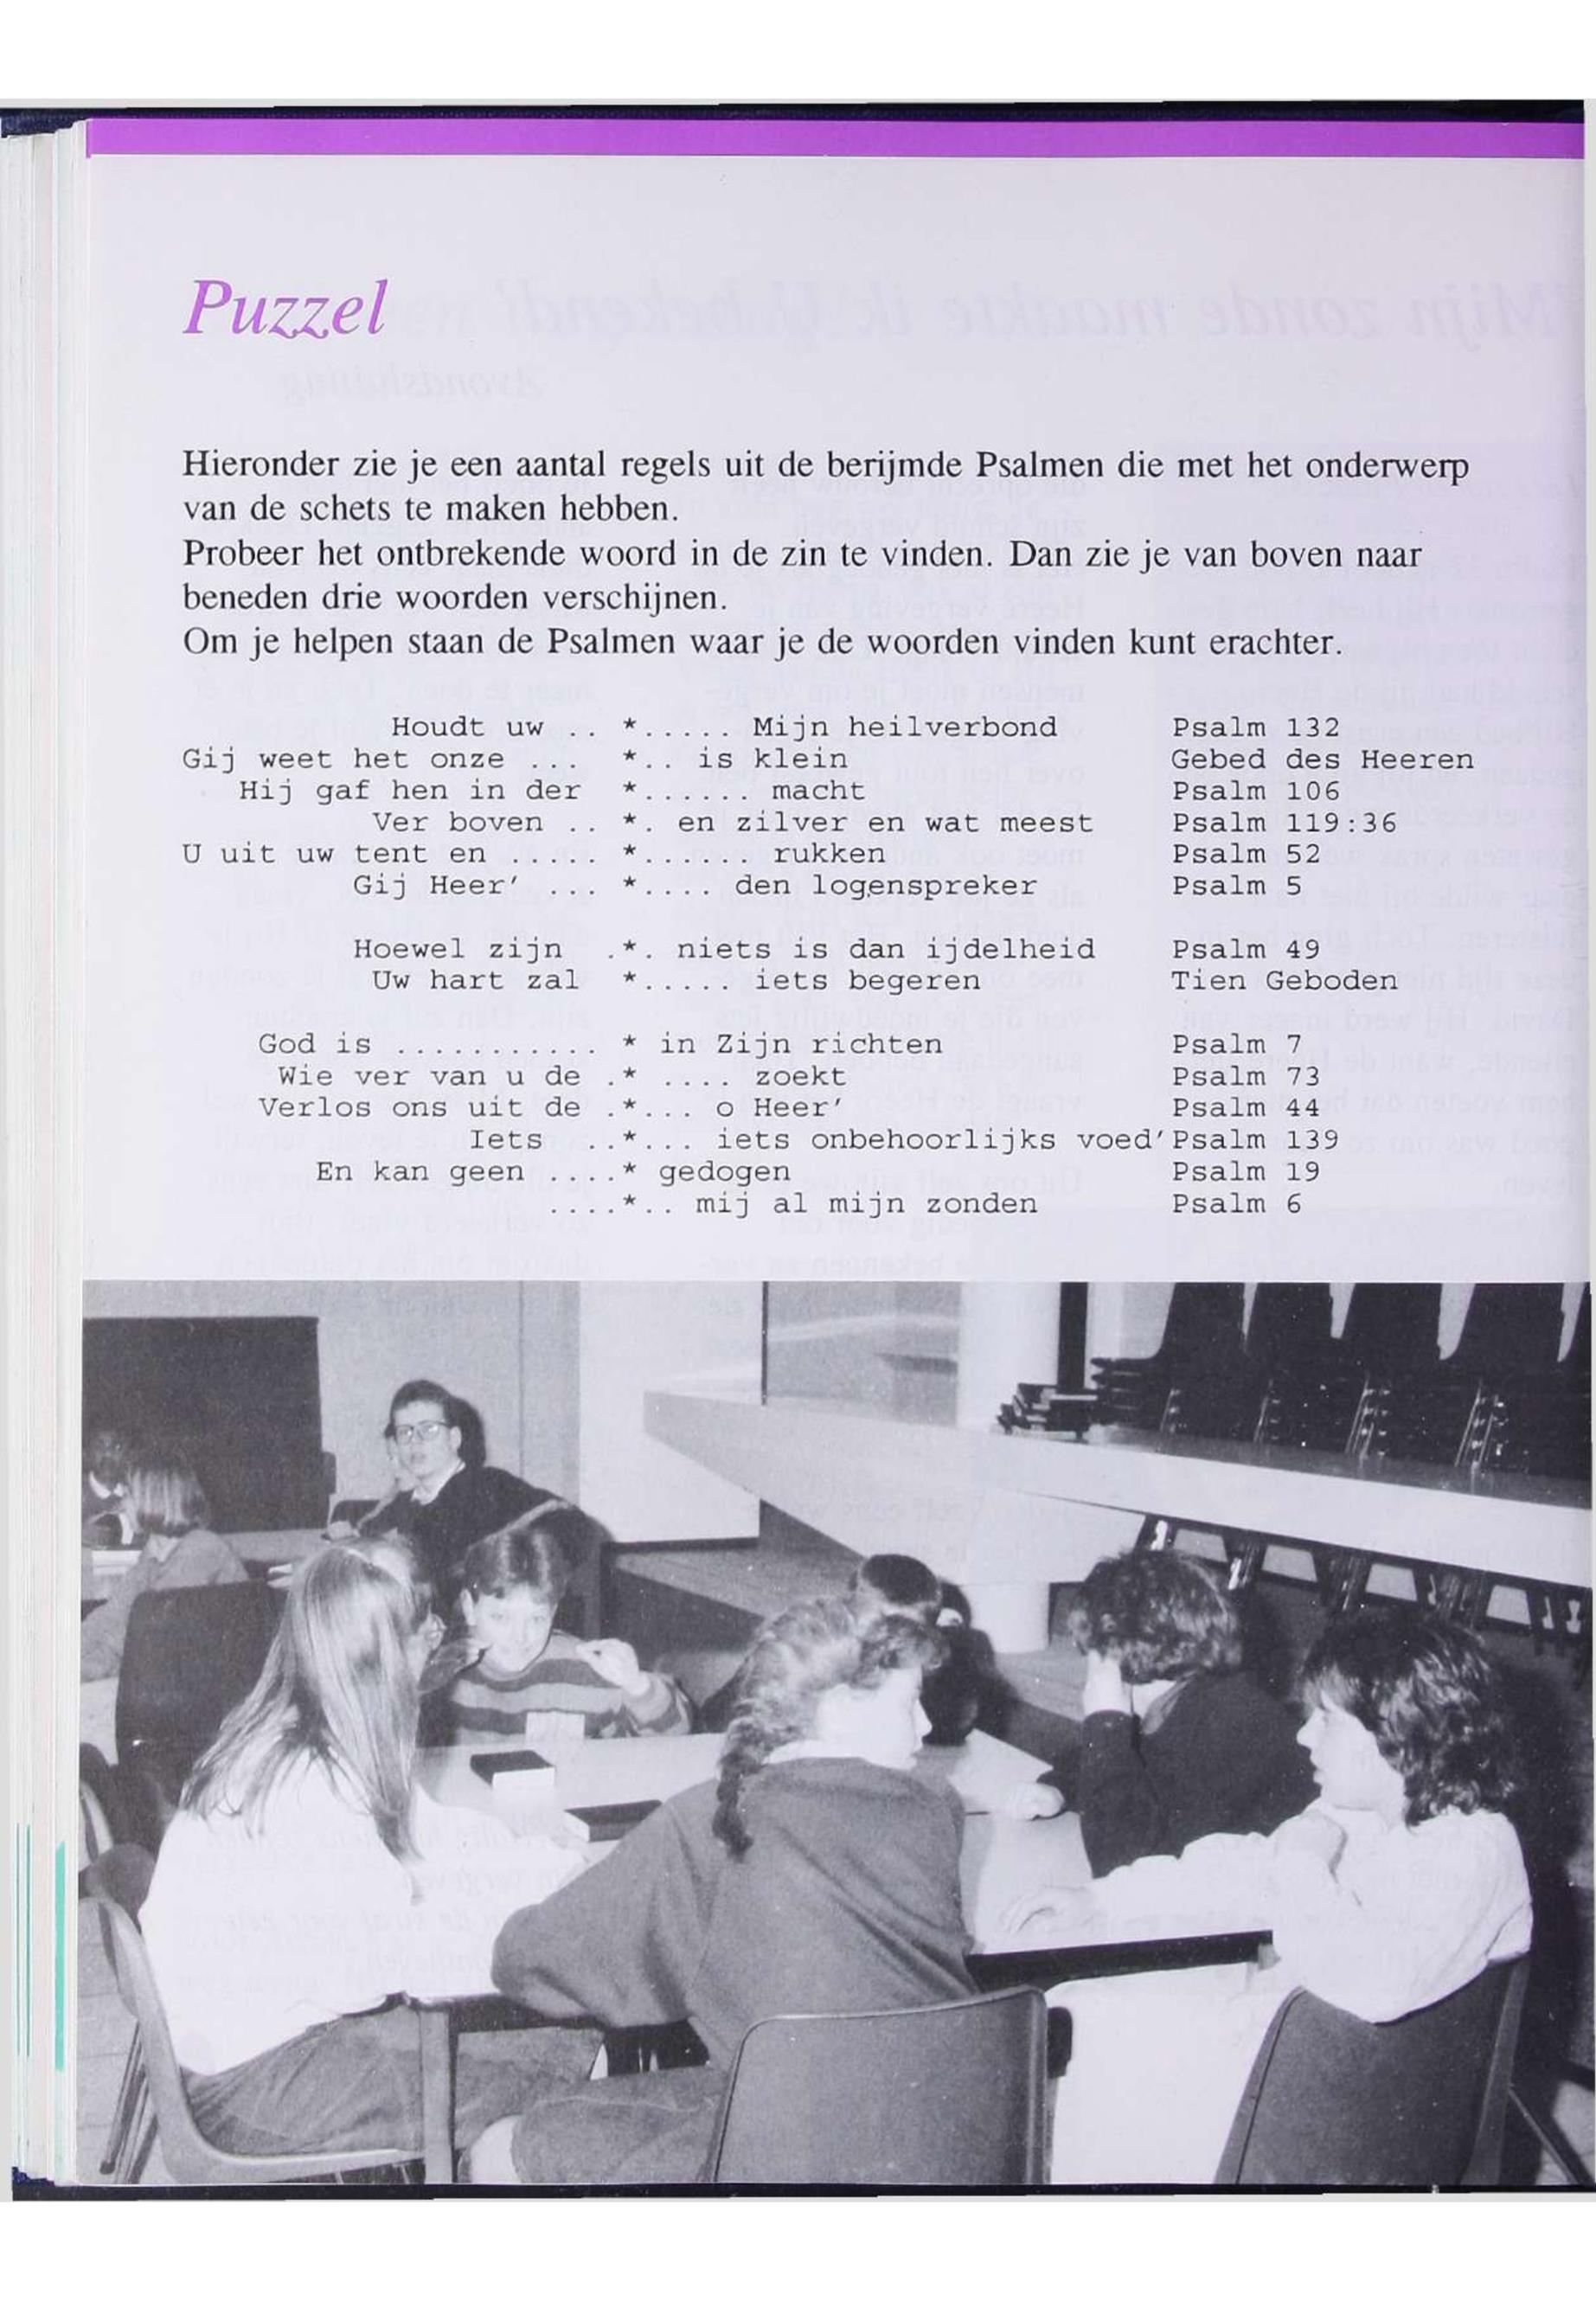 Puzzel
Hieronder zie je een aantal regels uit de berijmde Psalmen die met het onderwerp
van de schets te maken hebben.
Probeer het ontbrekende woord in de zin te vinden. Dan zie je van boven naar
beneden drie woorden verschijnen.
Om je helpen staan de Psalmen waar je de woorden vinden kunt erachter.
Houdt uw .. *..... Mijn heilverbond Psalm 132
Gij weet het onze ... *.. is klein Gebed des Heeren
Hij gaf hen in der *...... macht Psalm 106
Ver boven .. *. en zilver en wat meest Psalm 119:36
U uit uw tent en ..... *...... rukken Psalm 52
Gij Heer' ... *.... den logenspreker Psalm 5
Hoewel zijn .*. niets is dan ijdelheid Psalm 49
Uw hart zal *..... iets begeren Tien Geboden
God is ........... * in Zijn richten Psalm 7
Wie ver van u de .* .... zoekt Psalm 73
Verlos ons uit de .*... o Heer' Psalm 44
Iets ..*... iets onbehoorlijks voed' Psalm 139
En kan geen ....* gedogen Psalm 19
....*.. mij al mijn zonden Psalm 6